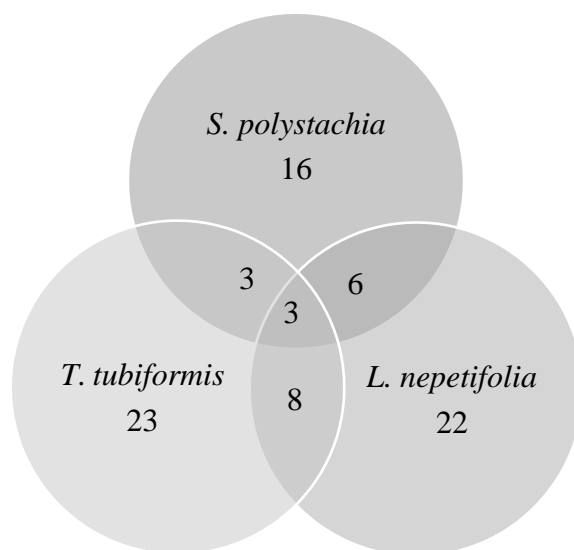 S. polystachia
16
3
6
3
T. tubiformis
23
8
L. nepetifolia
22